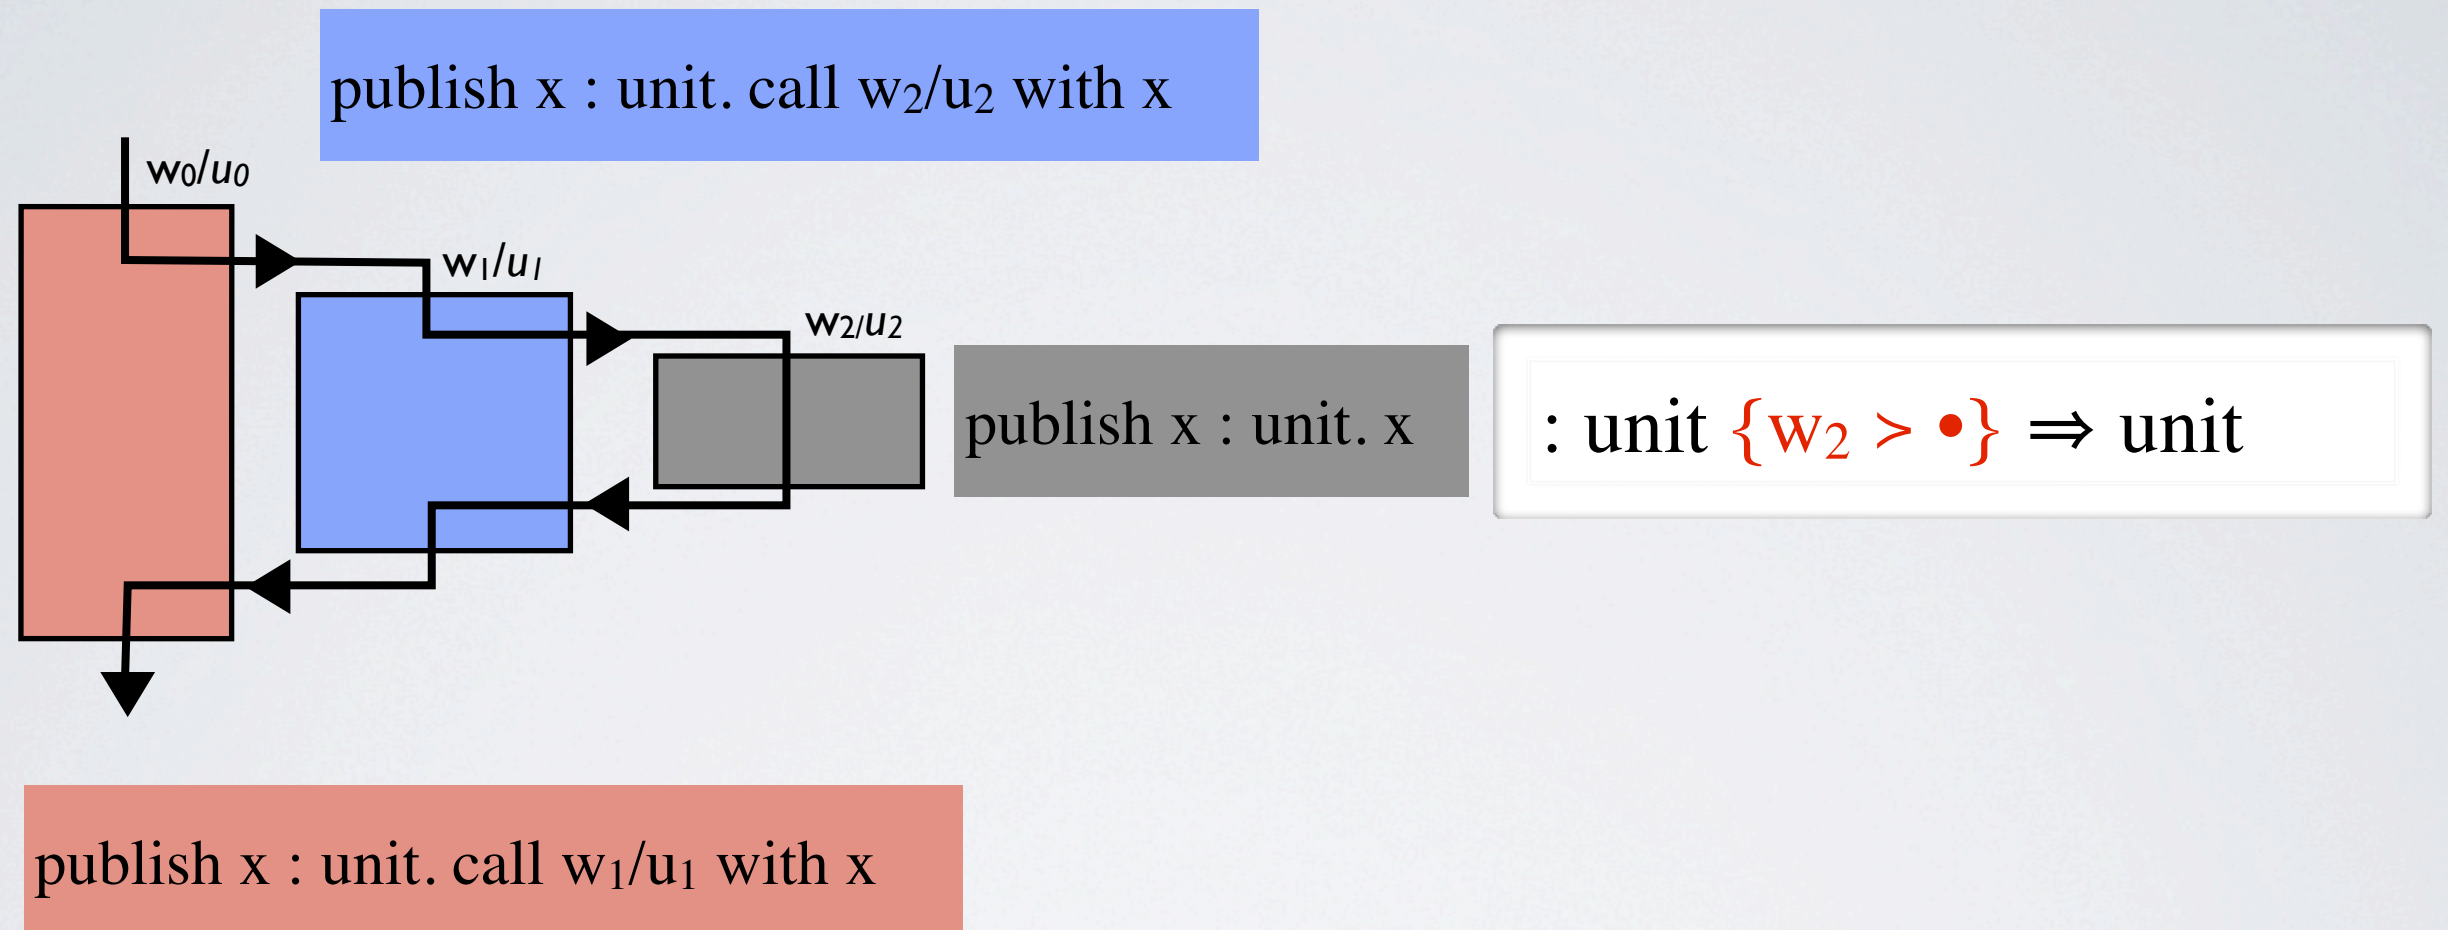 publish x : unit. call w₂/u₂ with x
w₀/u₀
w₁/u₁
w₂/u₂
publish x : unit. x
: unit {w₂ ≻ •} ⇒ unit
publish x : unit. call w₁/u₁ with x